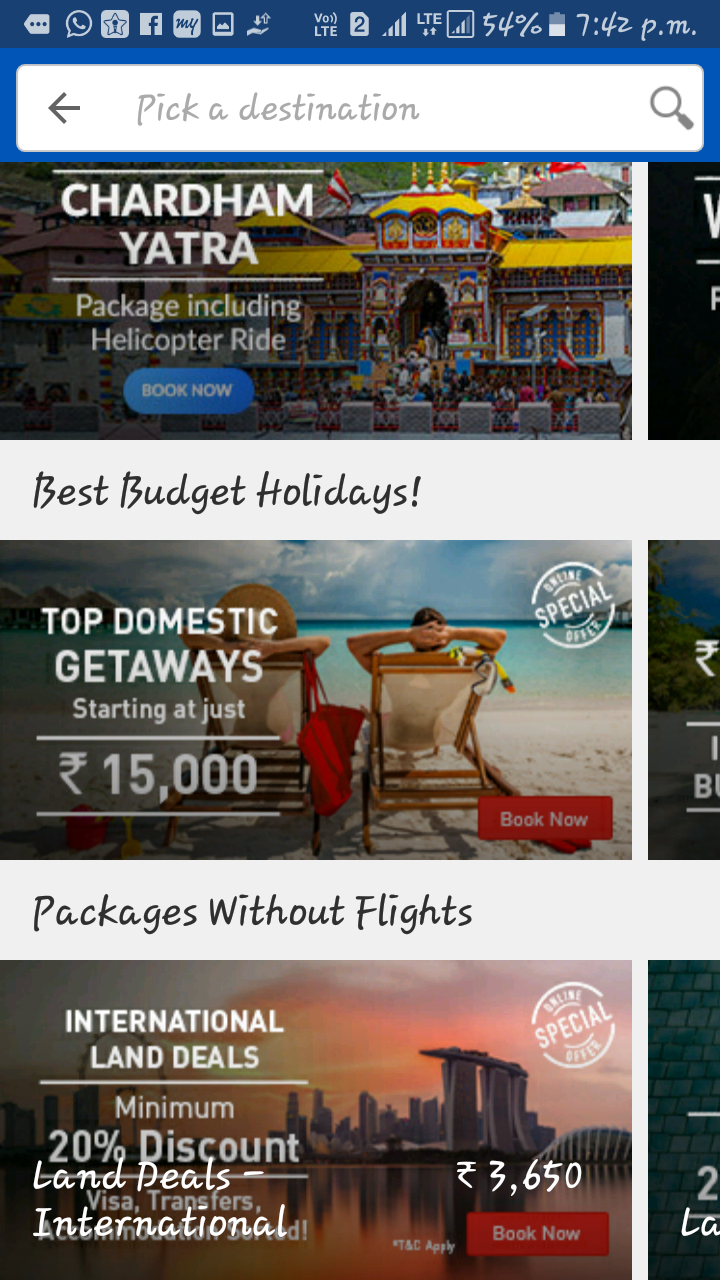 Vo)) LTE 2 LTE 54% 7:42 p.m.
my
Pick a destination
CHARDHAM
YATRA
Package including
Helicopter Ride
BOOK NOW
Best Budget Holidays!
TOP DOMESTIC
GETAWAYS
Starting at just
₹ 15,000
ONLINE
SPECIAL
OFFER
Book Now
₹
Packages Without Flights
INTERNATIONAL
LAND DEALS
Minimum
20% Discount
Visa, Transfers,
Accommodation Sorted!
ONLINE
SPECIAL
OFFER
Land Deals –
International
₹ 3,650
*T&C Apply
Book Now
2
La